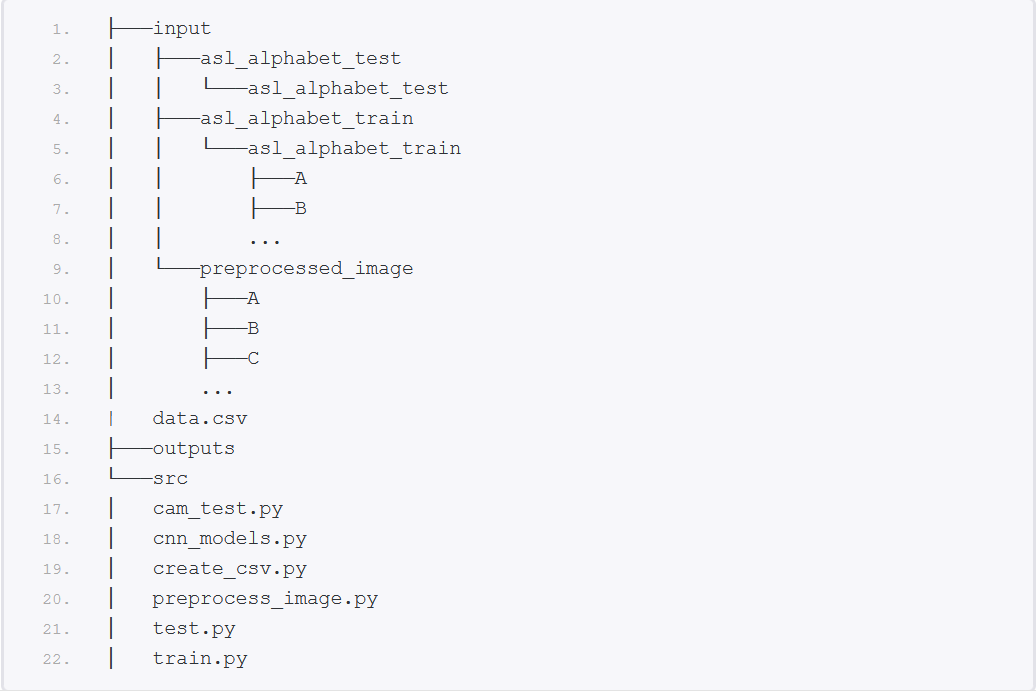 1. ├───input
2. │   ├───asl_alphabet_test
3. │   │   └───asl_alphabet_test
4. │   ├───asl_alphabet_train
5. │   │   └───asl_alphabet_train
6. │   │       ├───A
7. │   │       ├───B
8. │   │       ...
9. │   └───preprocessed_image
10. │       ├───A
11. │       ├───B
12. │       ├───C
13. │       ...
14. |   data.csv
15. ├───outputs
16. └───src
17. │   cam_test.py
18. │   cnn_models.py
19. │   create_csv.py
20. │   preprocess_image.py
21. │   test.py
22. │   train.py